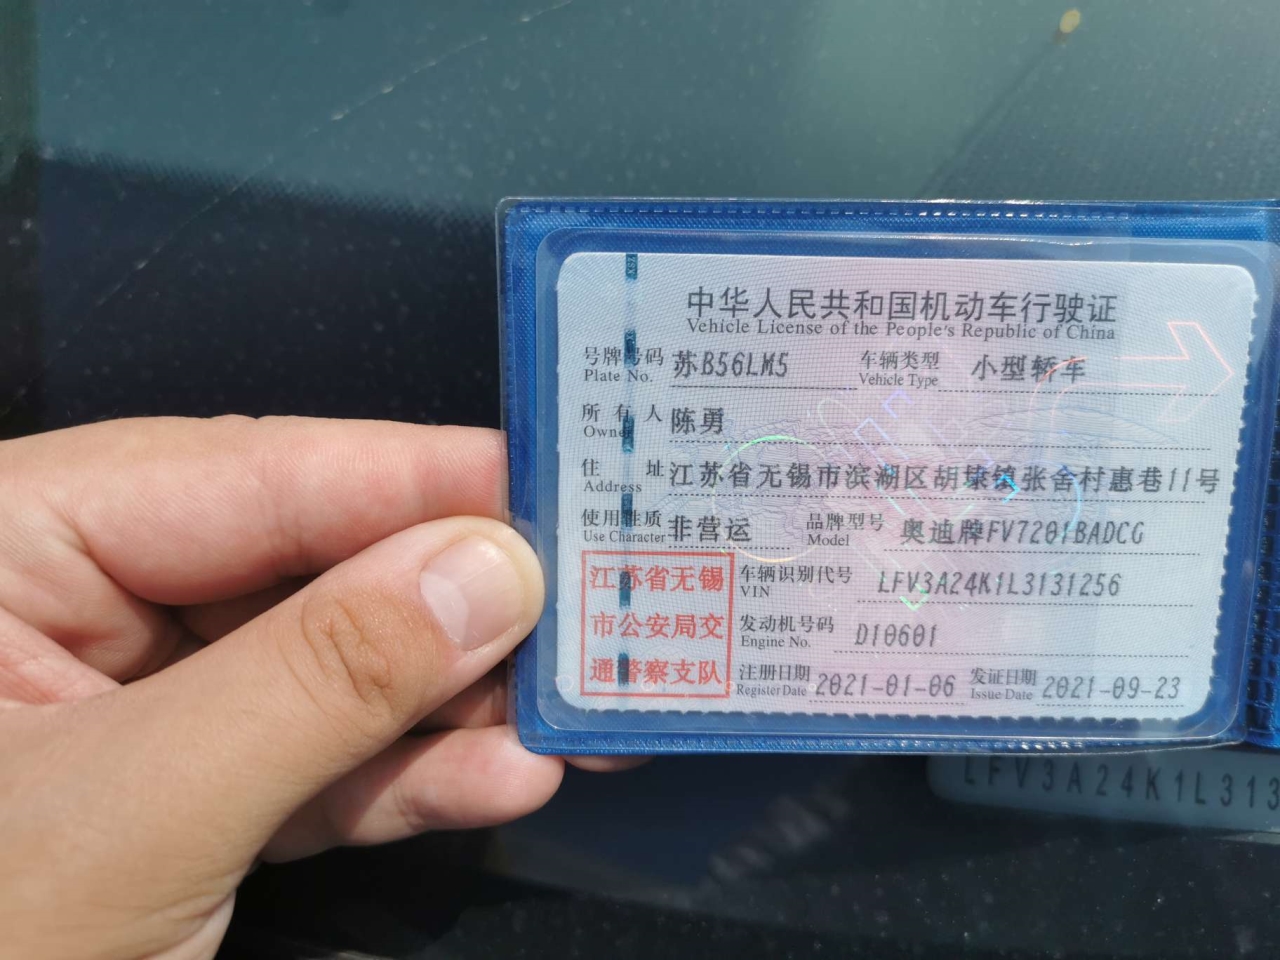 中华人民共和国机动车行驶证
Vehicle License of the People's Republic of China
号牌号码 苏B56LM5 车辆类型 小型轿车
Plate No. Vehicle Type
所有人 陈勇
Owner
住址 江苏省无锡市滨湖区胡埭镇张舍村惠巷11号
Address
使用性质 非营运 品牌型号 奥迪牌FV7201BADCG
Use Character Model
江苏省无锡
市公安局交
通警察支队
车辆识别代号 LFV3A24K1L3131256
VIN
发动机号码 D10601
Engine No.
注册日期 2021-01-06 发证日期 2021-09-23
Register Date Issue Date
LFV3A24K1L313